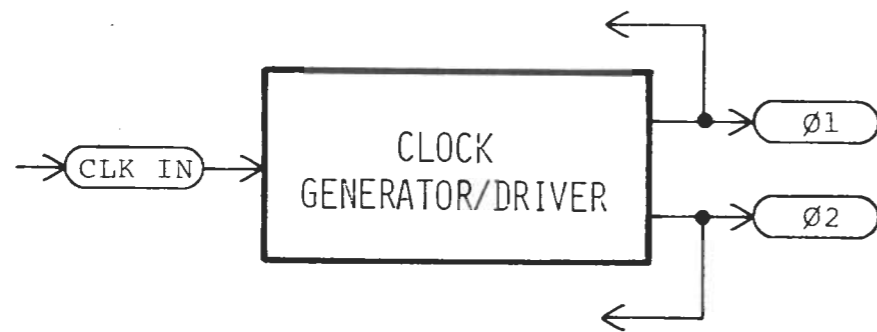 CLK IN
CLOCK
GENERATOR/DRIVER
Ø1
Ø2